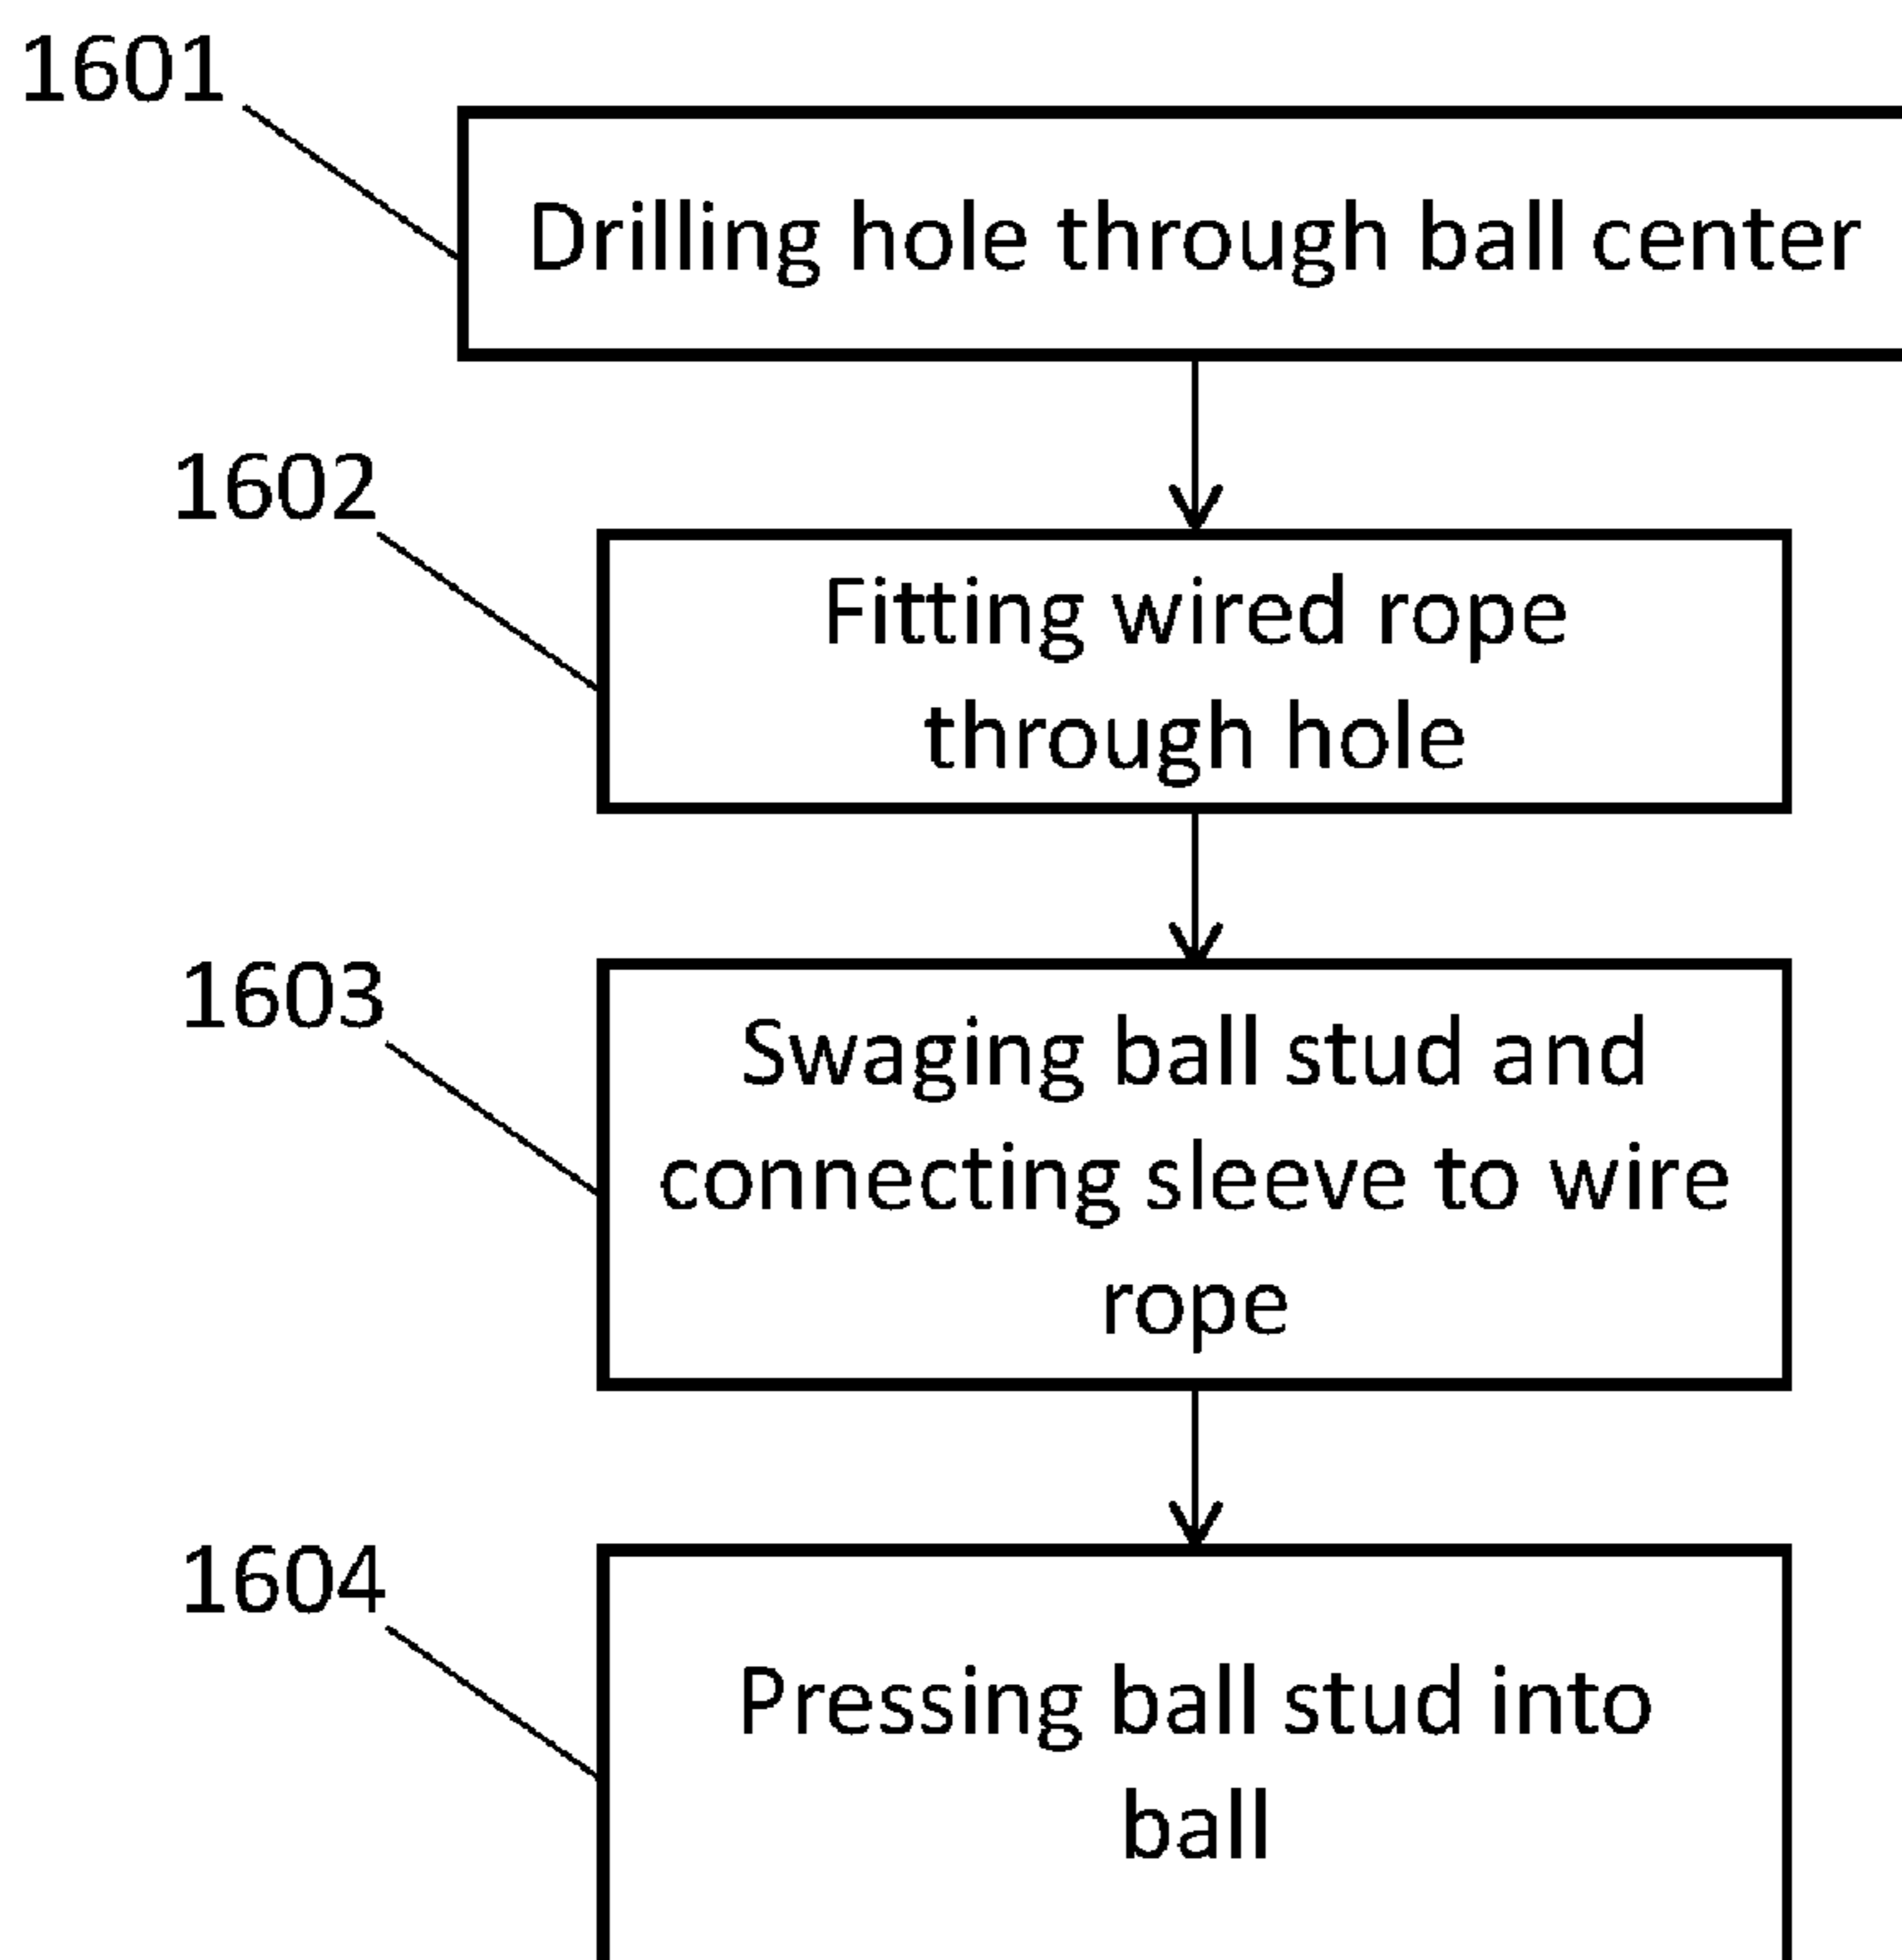 1601
Drilling hole through ball center
1602
Fitting wired rope
through hole
1603
Swaging ball stud and
connecting sleeve to wire
rope
1604
Pressing ball stud into
ball